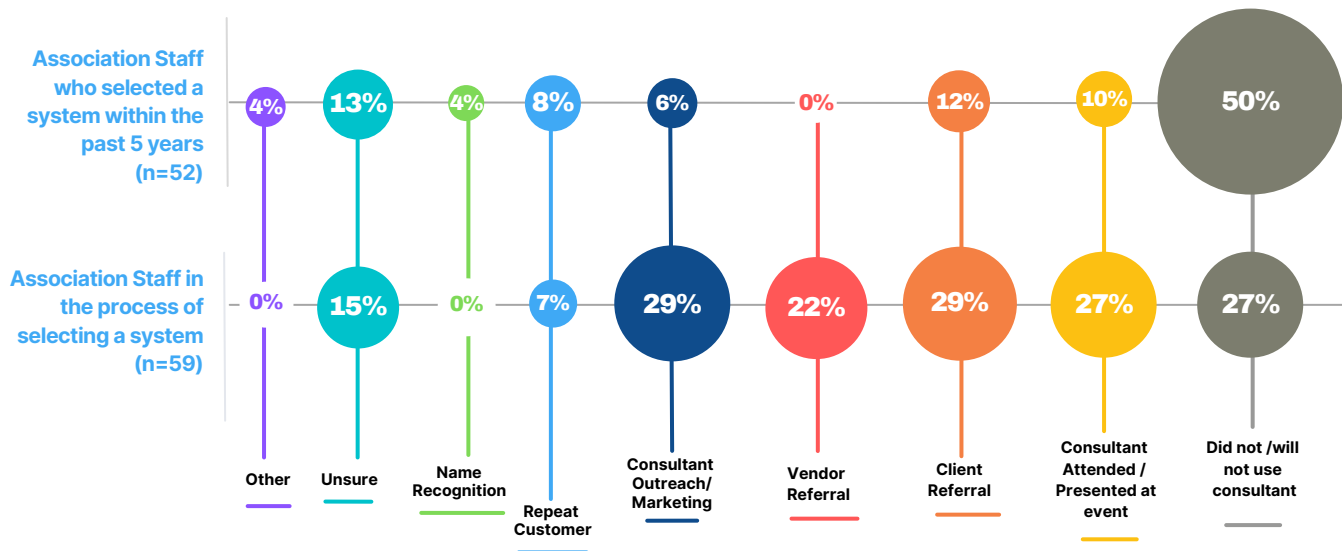 Association Staff
who selected a
system within the
past 5 years
(n=52)
4%
13%
4%
8%
6%
0%
12%
10%
50%
Association Staff in
the process of
selecting a system
(n=59)
0%
15%
0%
7%
29%
22%
29%
27%
27%
Other
Unsure
Name
Recognition
Repeat
Customer
Consultant
Outreach/
Marketing
Vendor
Referral
Client
Referral
Consultant
Attended /
Presented at
event
Did not /will
not use
consultant